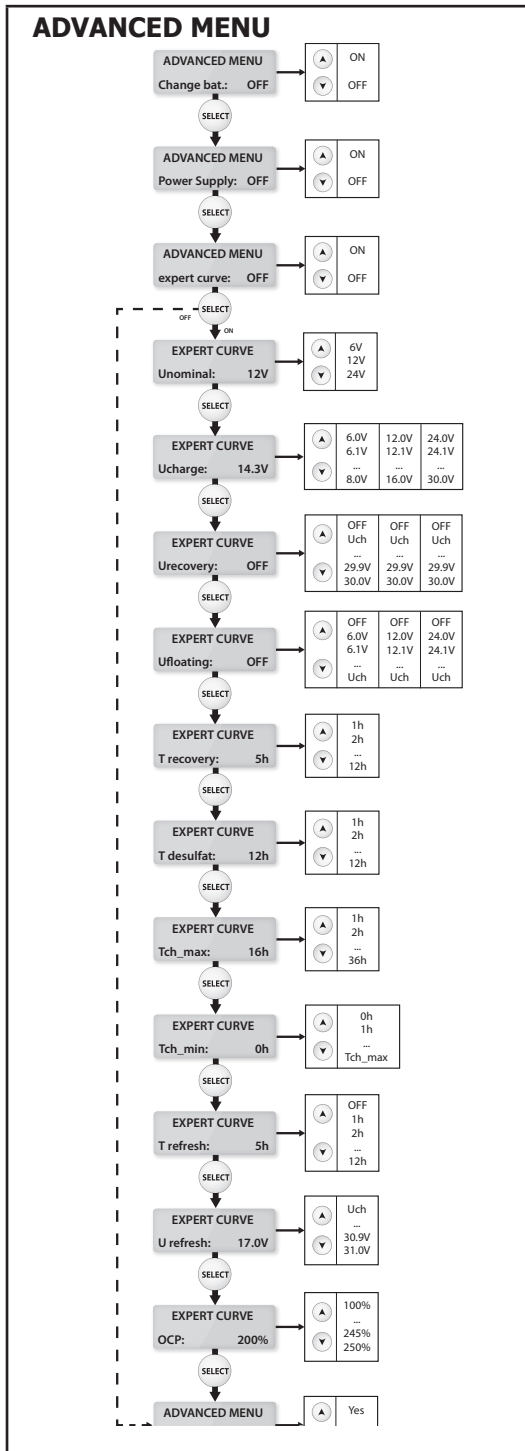 ADVANCED MENU
ADVANCED MENU
Change bat.: OFF
ON
OFF
SELECT
ADVANCED MENU
Power Supply: OFF
ON
OFF
SELECT
ADVANCED MENU
expert curve: OFF
ON
OFF
OFF
SELECT
ON
EXPERT CURVE
Unominal: 12V
6V
12V
24V
SELECT
EXPERT CURVE
Ucharge: 14.3V
6.0V 12.0V 24.0V
6.1V 12.1V 24.1V
... ... ...
8.0V 16.0V 30.0V
SELECT
EXPERT CURVE
Urecovery: OFF
OFF OFF OFF
Uch Uch Uch
... ... ...
29.9V 29.9V 29.9V
30.0V 30.0V 30.0V
SELECT
EXPERT CURVE
Ufloating: OFF
OFF OFF OFF
6.0V 12.0V 24.0V
6.1V 12.1V 24.1V
... ... ...
Uch Uch Uch
SELECT
EXPERT CURVE
T recovery: 5h
1h
2h
...
12h
SELECT
EXPERT CURVE
T desulfat: 12h
1h
2h
...
12h
SELECT
EXPERT CURVE
Tch_max: 16h
1h
2h
...
36h
SELECT
EXPERT CURVE
Tch_min: 0h
0h
1h
...
Tch_max
SELECT
EXPERT CURVE
T refresh: 5h
OFF
1h
2h
...
12h
SELECT
EXPERT CURVE
U refresh: 17.0V
Uch
...
30.9V
31.0V
SELECT
EXPERT CURVE
OCP: 200%
100%
...
245%
250%
SELECT
ADVANCED MENU
Yes